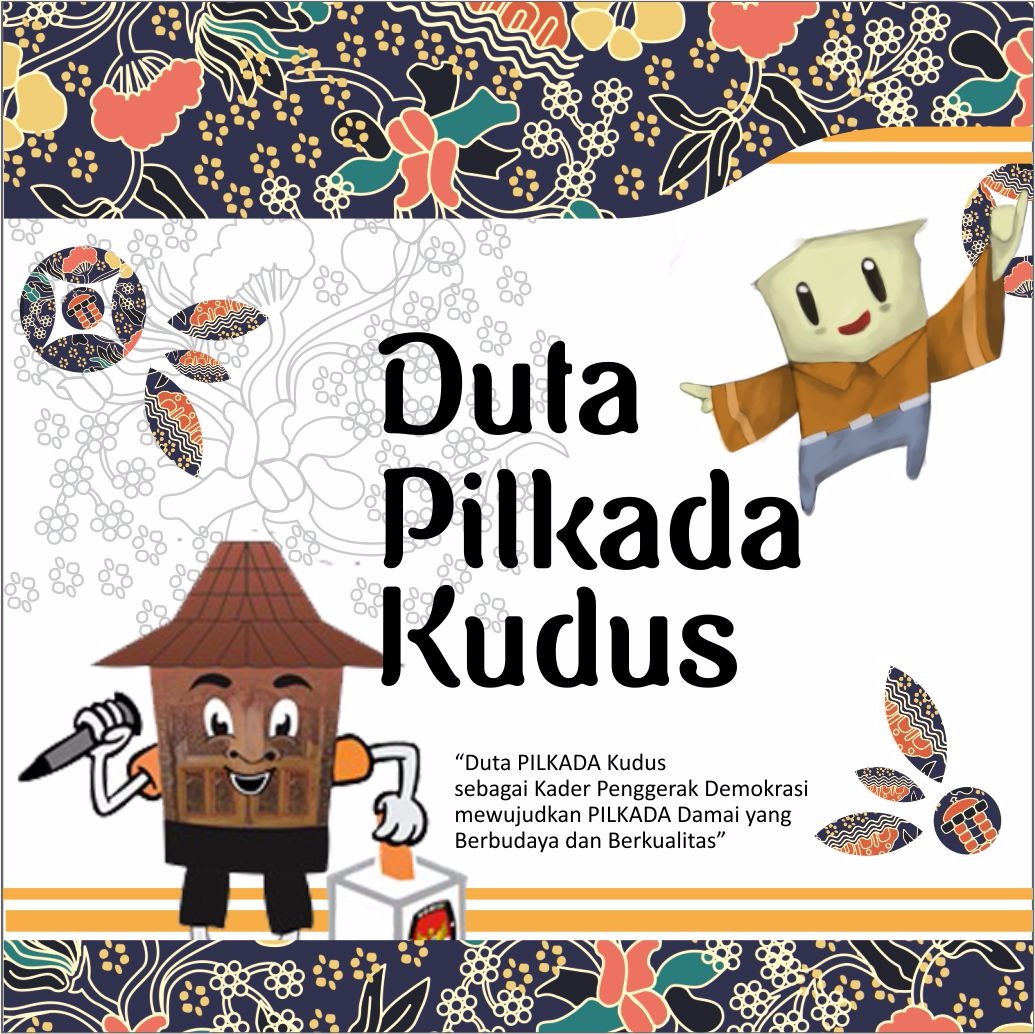 Duta
Pilkada
Kudus
“Duta PILKADA Kudus
sebagai Kader Penggerak Demokrasi
mewujudkan PILKADA Damai yang
Berbudaya dan Berkualitas”